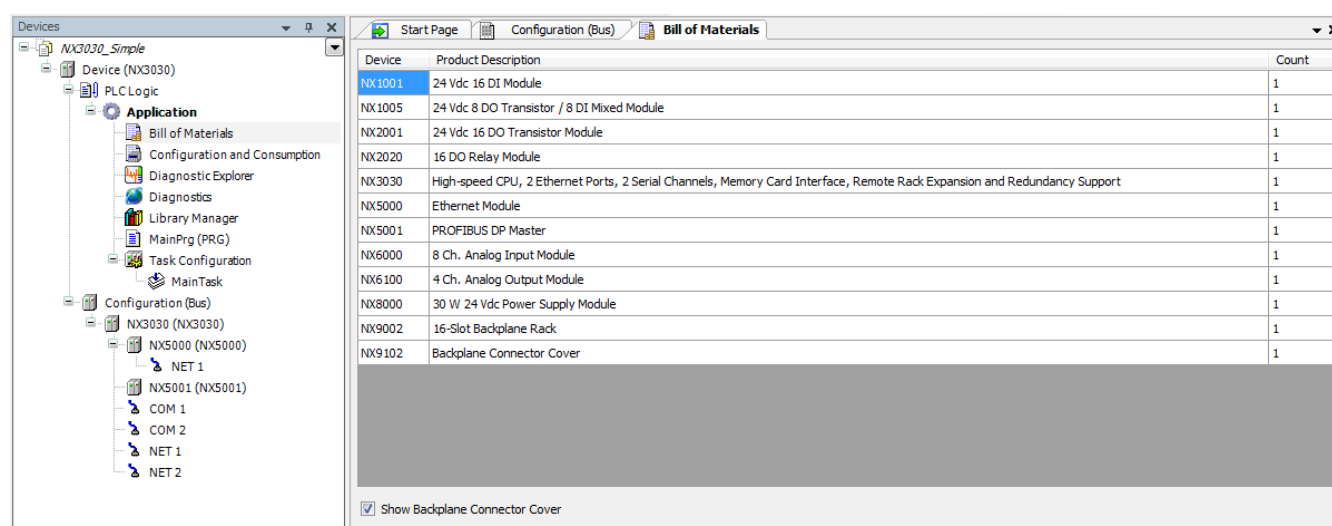 Devices
NX3030_Simple
Device (NX3030)
PLC Logic
Application
Bill of Materials
Configuration and Consumption
Diagnostic Explorer
Diagnostics
Library Manager
MainPrg (PRG)
Task Configuration
MainTask
Configuration (Bus)
NX3030 (NX3030)
NX5000 (NX5000)
NET 1
NX5001 (NX5001)
COM 1
COM 2
NET 1
NET 2
Start Page Configuration (Bus) Bill of Materials
Device Product Description Count
NX1001 24 Vdc 16 DI Module 1
NX1005 24 Vdc 8 DO Transistor / 8 DI Mixed Module 1
NX2001 24 Vdc 16 DO Transistor Module 1
NX2020 16 DO Relay Module 1
NX3030 High-speed CPU, 2 Ethernet Ports, 2 Serial Channels, Memory Card Interface, Remote Rack Expansion and Redundancy Support 1
NX5000 Ethernet Module 1
NX5001 PROFIBUS DP Master 1
NX6000 8 Ch. Analog Input Module 1
NX6100 4 Ch. Analog Output Module 1
NX8000 30 W 24 Vdc Power Supply Module 1
NX9002 16-Slot Backplane Rack 1
NX9102 Backplane Connector Cover 1
Show Backplane Connector Cover